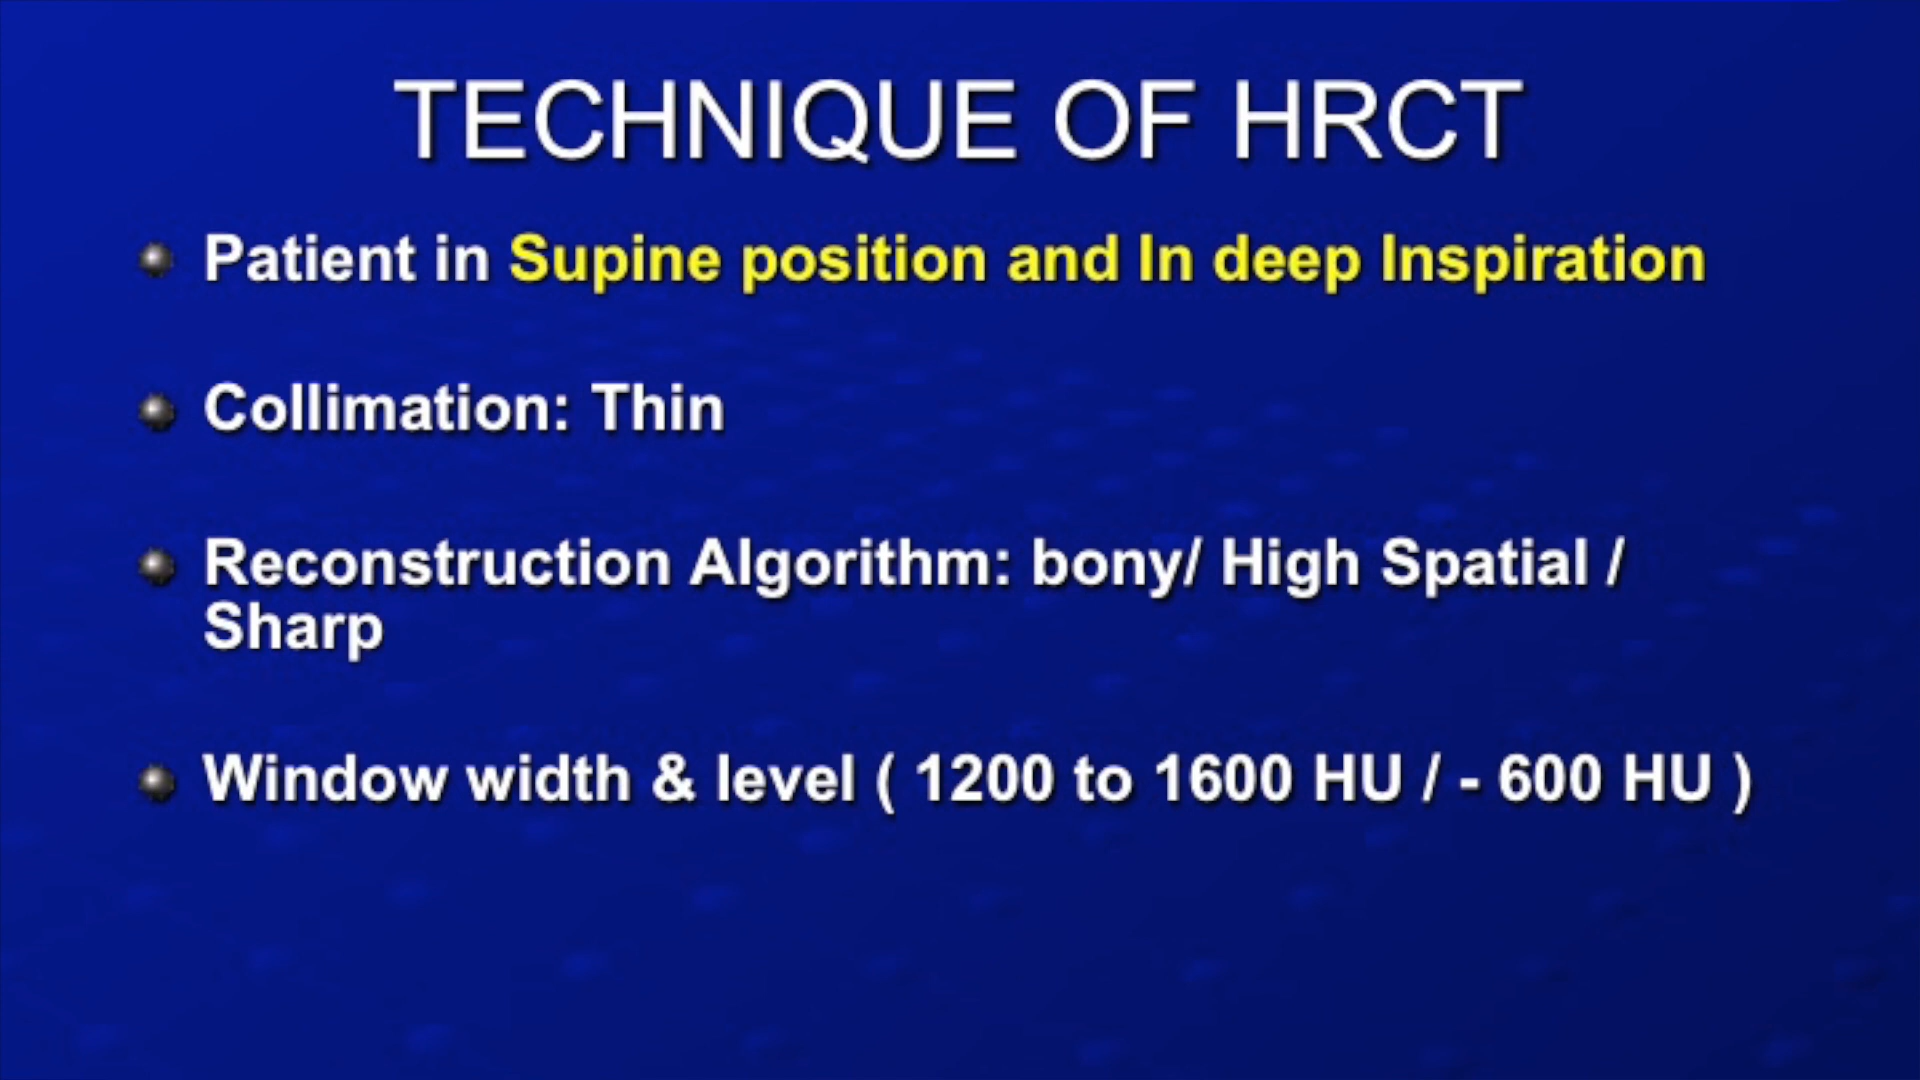 TECHNIQUE OF HRCT
Patient in Supine position and In deep Inspiration
Collimation: Thin
Reconstruction Algorithm: bony/ High Spatial /
Sharp
Window width & level ( 1200 to 1600 HU / - 600 HU )